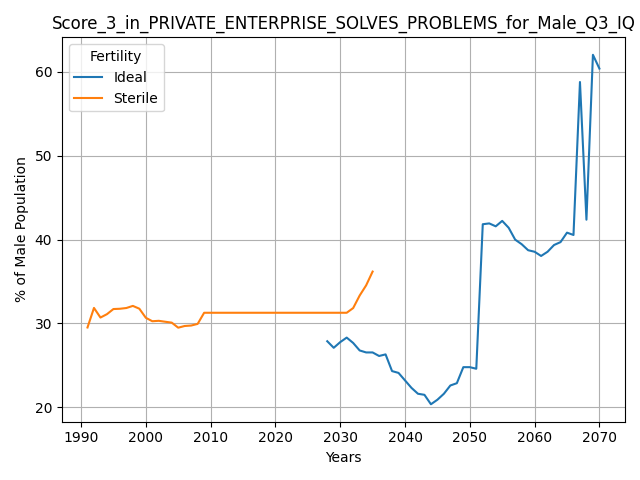 Score_3_in_PRIVATE_ENTERPRISE_SOLVES_PROBLEMS_for_Male_Q3_IQ
Fertility
Ideal
Sterile
% of Male Population
60
50
40
30
20
1990 2000 2010 2020 2030 2040 2050 2060 2070
Years